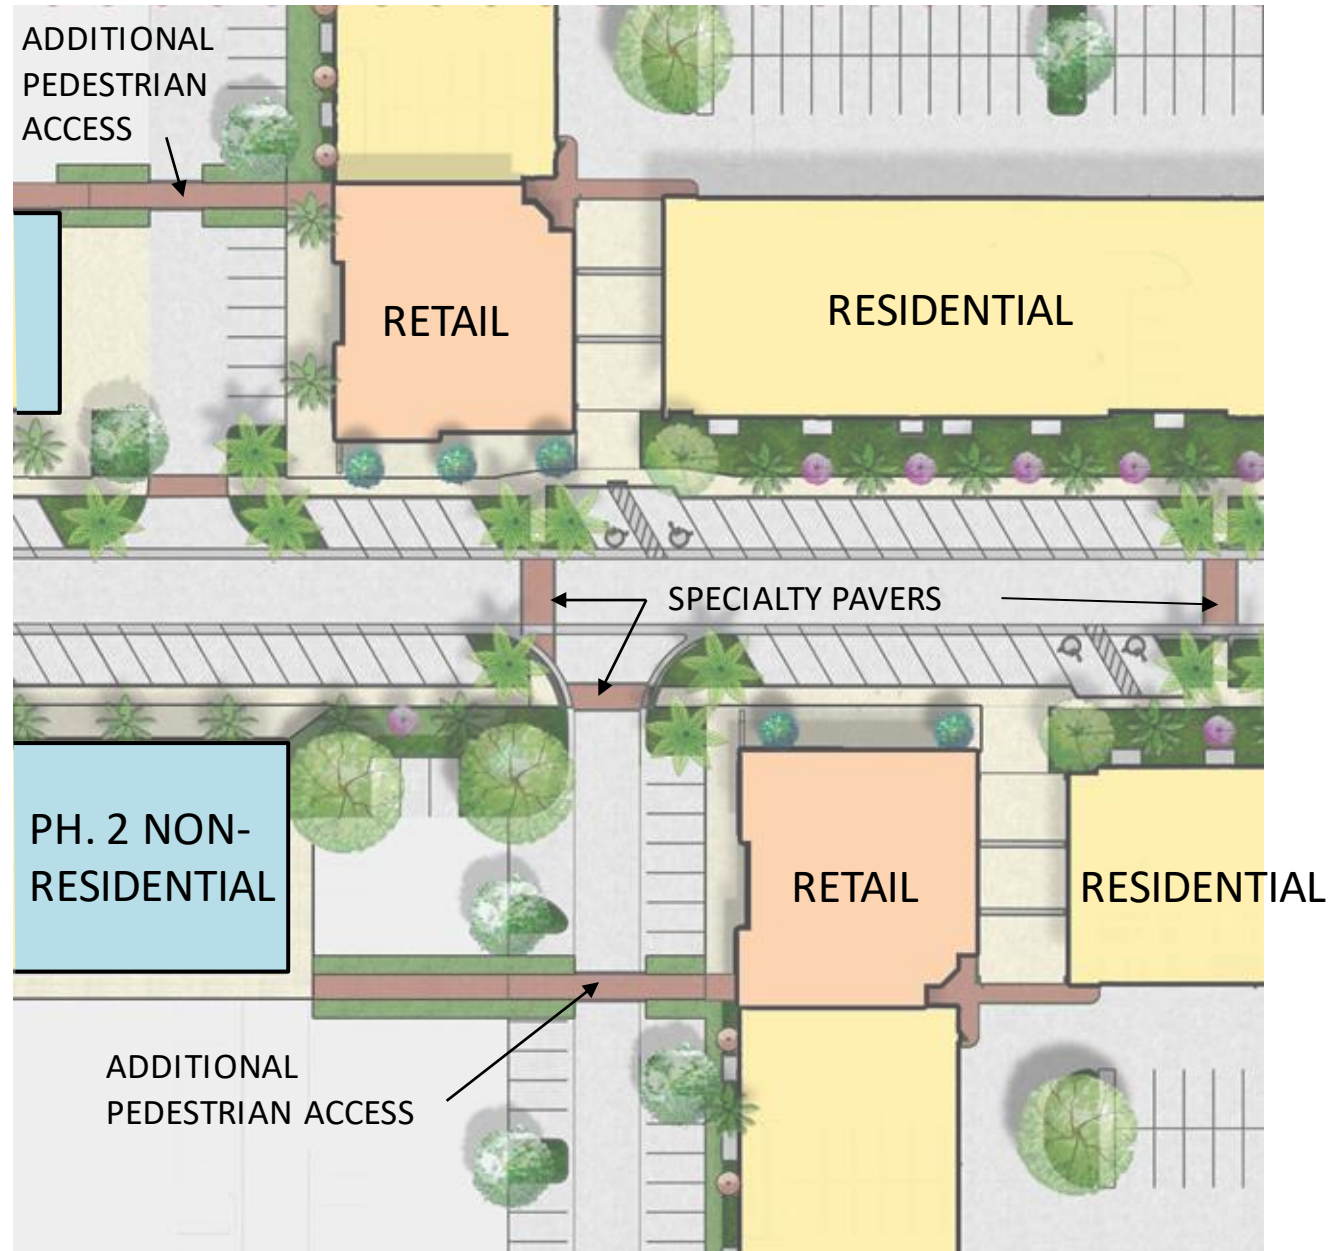 ADDITIONAL
PEDESTRIAN
ACCESS
RETAIL
RESIDENTIAL
SPECIALTY PAVERS
PH. 2 NON-
RESIDENTIAL
RETAIL
RESIDENTIAL
ADDITIONAL
PEDESTRIAN ACCESS